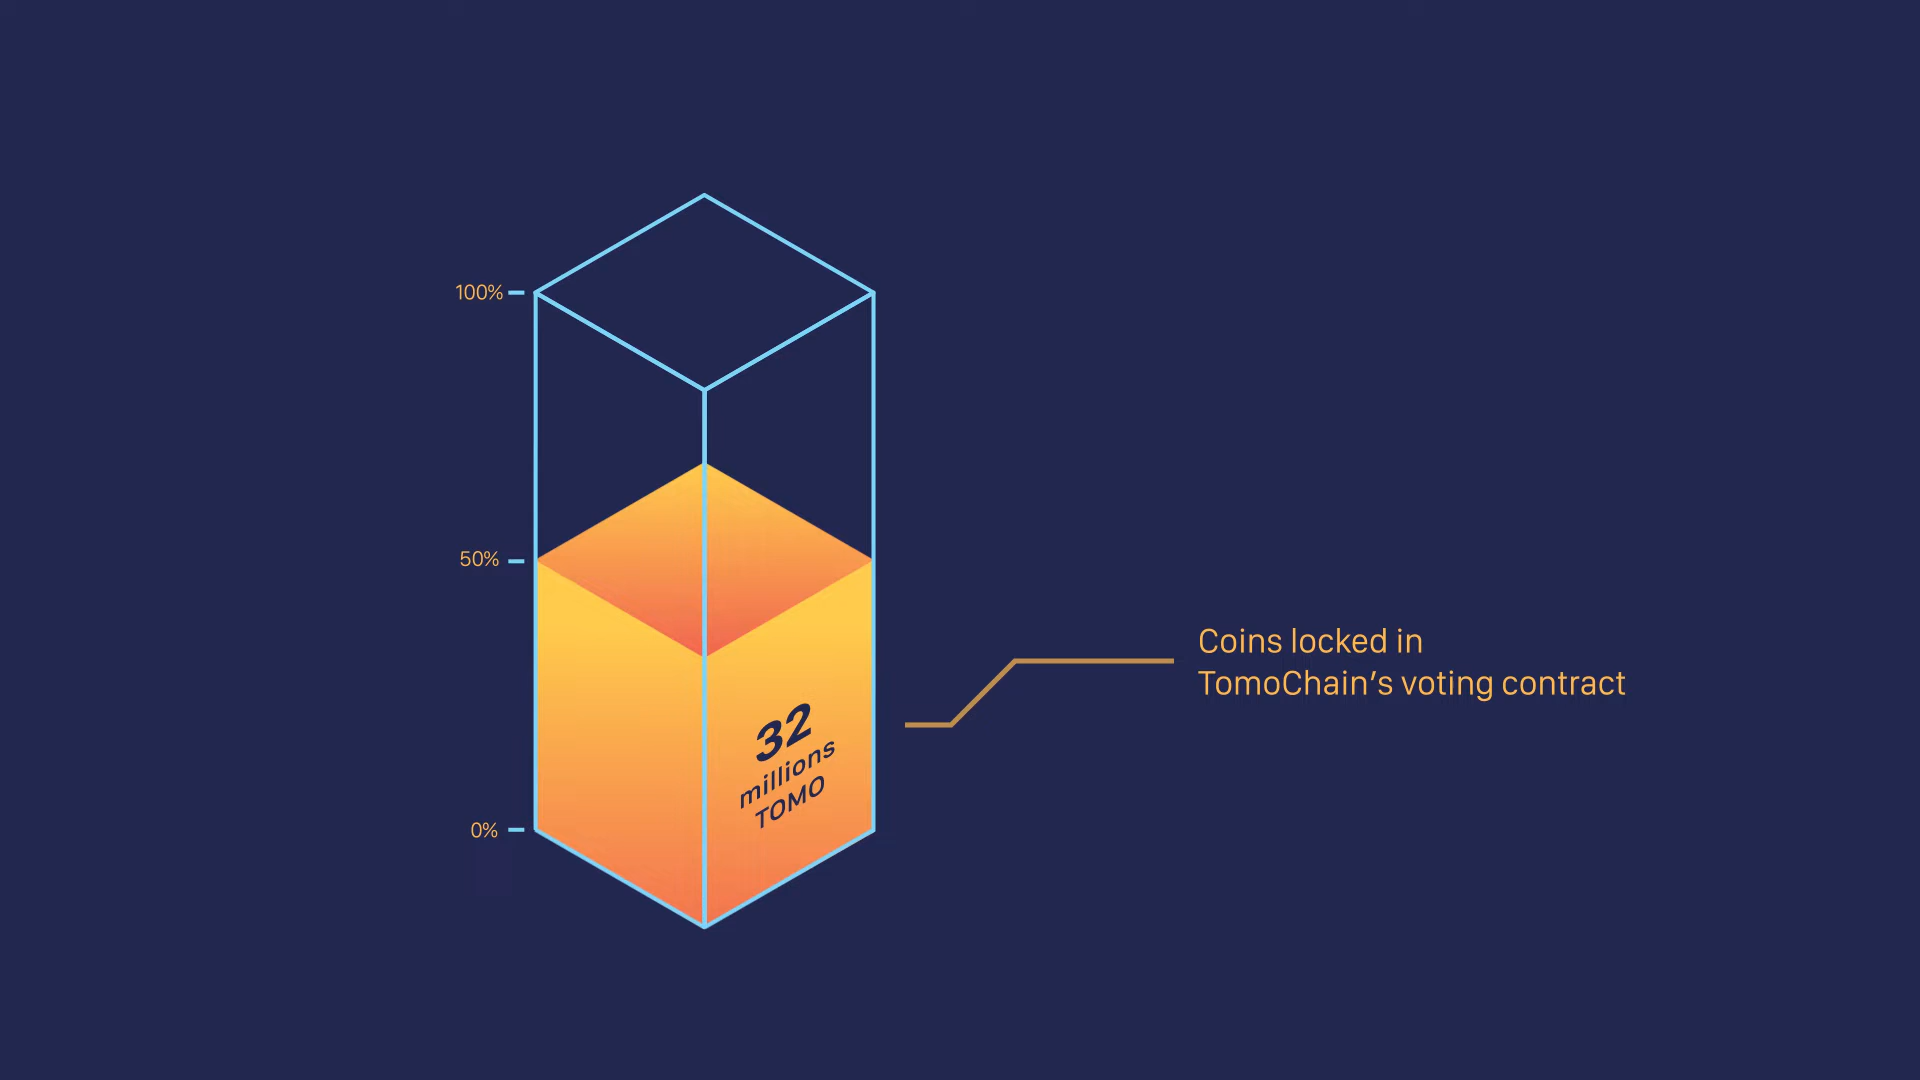 100%
50%
0%
32
millions
TOMO
Coins locked in
TomoChain’s voting contract